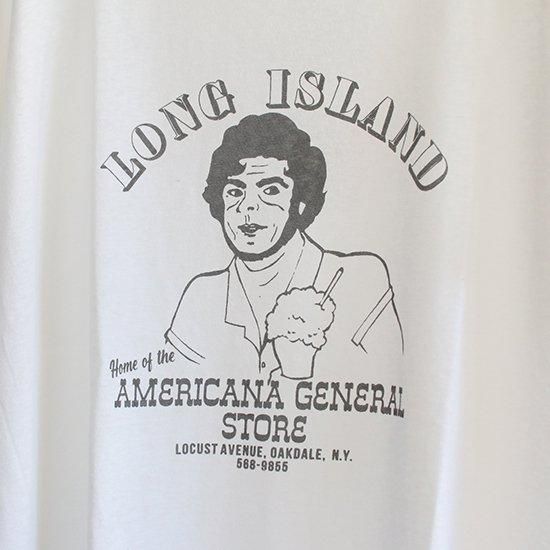 LONG ISLAND
Home of the
AMERICANA GENERAL
STORE
LOCUST AVENUE, OAKDALE, N.Y.
568-9855